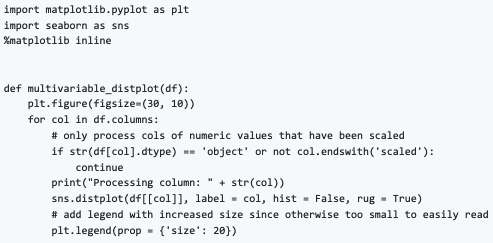 import matplotlib.pyplot as plt
import seaborn as sns
%matplotlib inline
def multivariable_distplot(df):
    plt.figure(figsize=(30, 10))
    for col in df.columns:
        # only process cols of numeric values that have been scaled
        if str(df[col].dtype) == 'object' or not col.endswith('scaled'):
            continue
        print("Processing column: " + str(col))
        sns.distplot(df[[col]], label = col, hist = False, rug = True)
        # add legend with increased size since otherwise too small to easily read
        plt.legend(prop = {'size': 20})